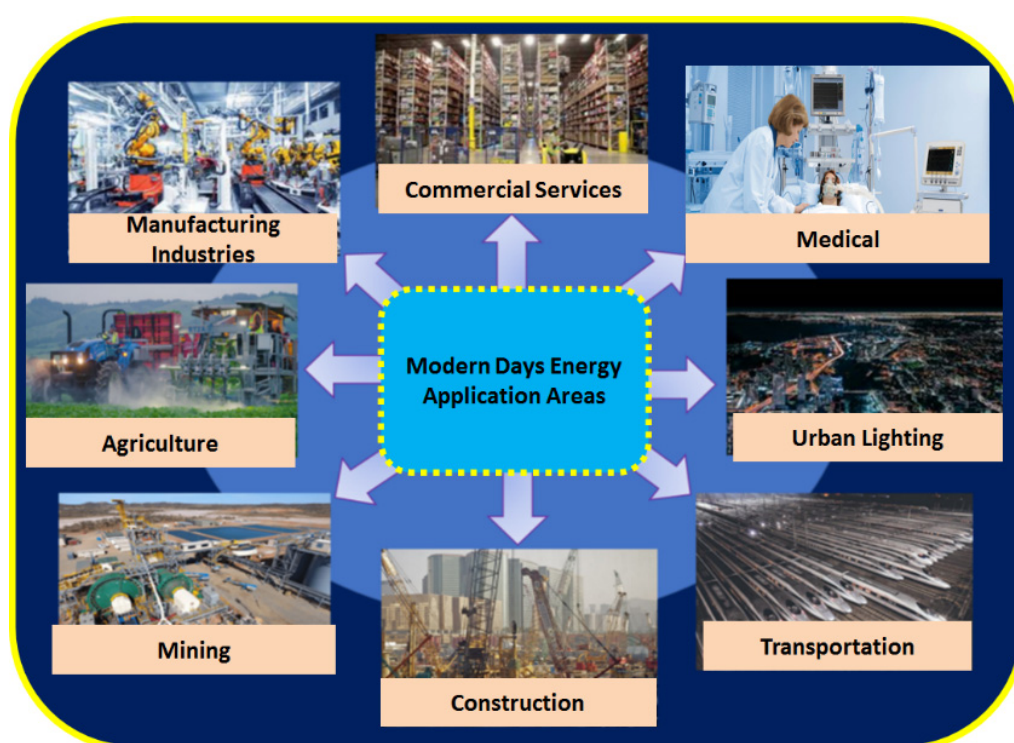 Commercial Services
Manufacturing
Industries
Medical
Modern Days Energy
Application Areas
Agriculture
Urban Lighting
Mining
Transportation
Construction